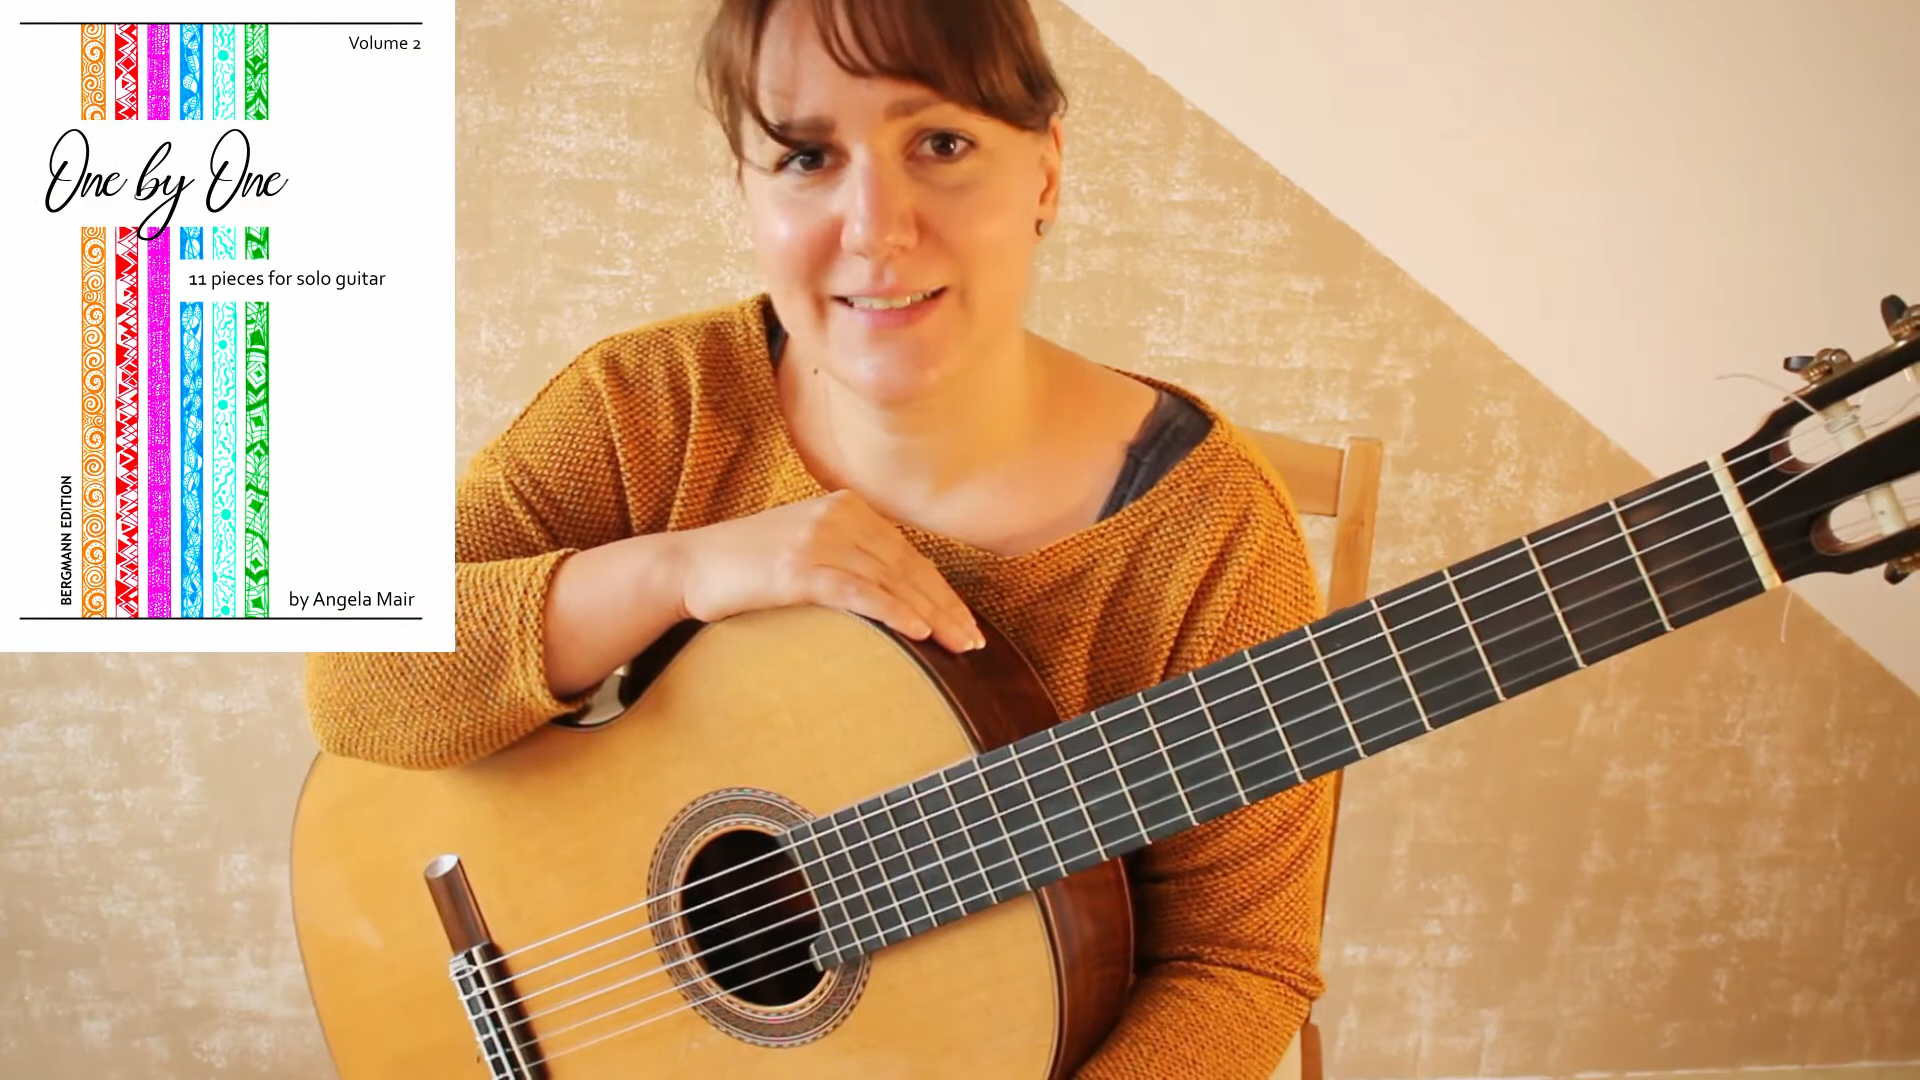 Volume 2
One by One
11 pieces for solo guitar
BERGMANN EDITION
by Angela Mair